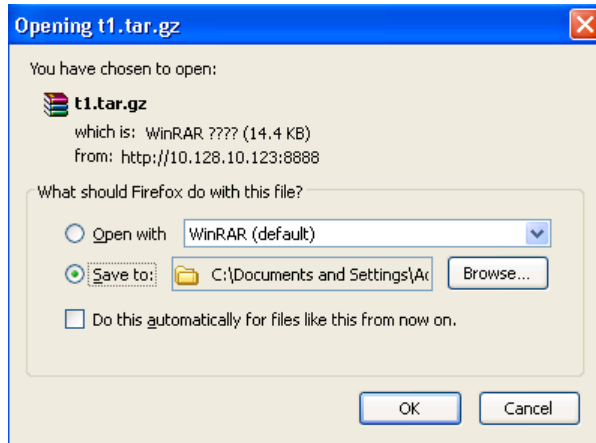 Opening t1.tar.gz
You have chosen to open:
t1.tar.gz
which is: WinRAR ???? (14.4 KB)
from: http://10.128.10.123:8888
What should Firefox do with this file?
Open with WinRAR (default)
Save to: C:\Documents and Settings\Ac Browse...
Do this automatically for files like this from now on.
OK Cancel